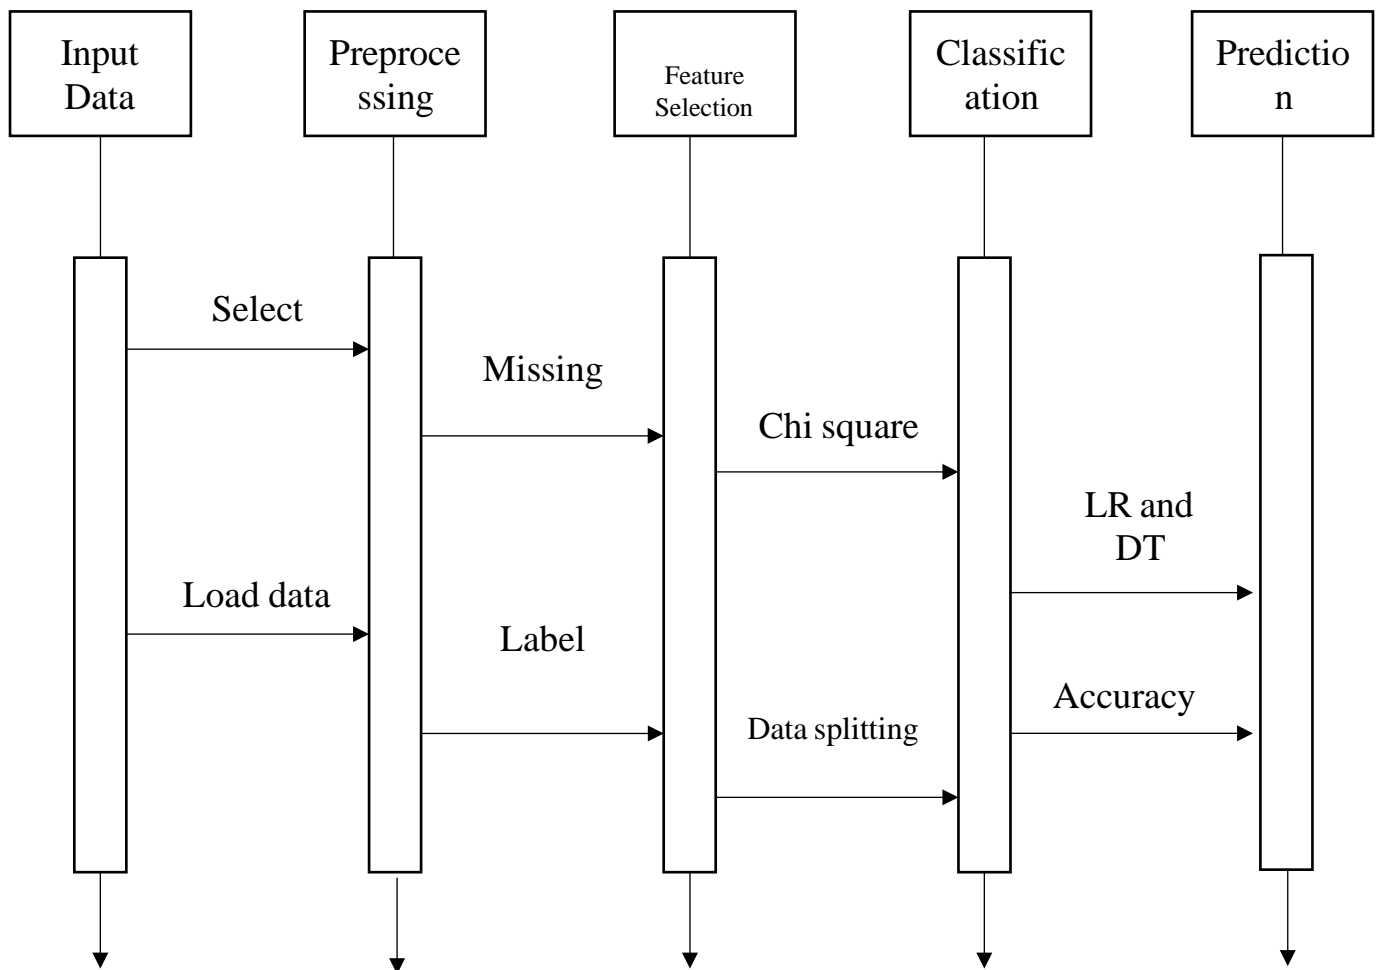 Input
Data
Preproce
ssing
Feature
Selection
Classific
ation
Predictio
n
Select
Missing
Chi square
LR and
DT
Load data
Label
Accuracy
Data splitting